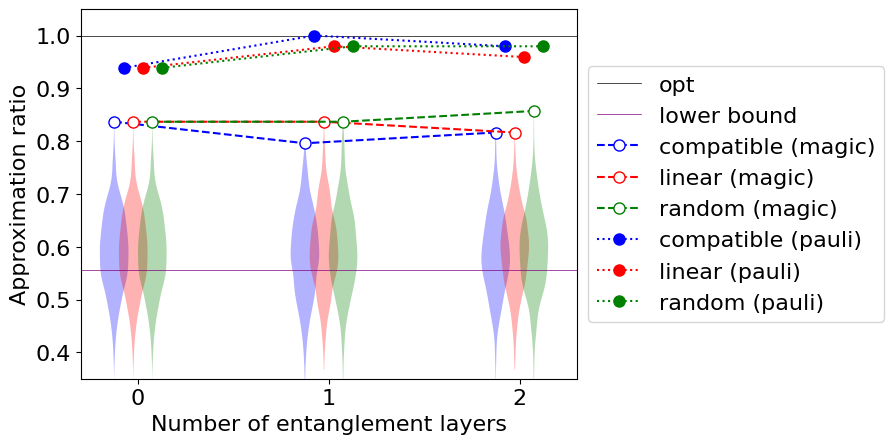 1.0
0.9
0.8
0.7
0.6
0.5
0.4
Approximation ratio
0
1
2
Number of entanglement layers
opt
lower bound
compatible (magic)
linear (magic)
random (magic)
compatible (pauli)
linear (pauli)
random (pauli)